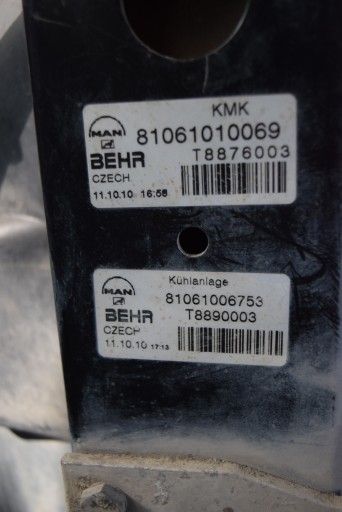 KMK
MAN 81061010069
BEHR T8876003
CZECH
11.10.10 16:58
Kühlanlage
MAN 81061006753
BEHR T8890003
CZECH
11.10.10 17:13